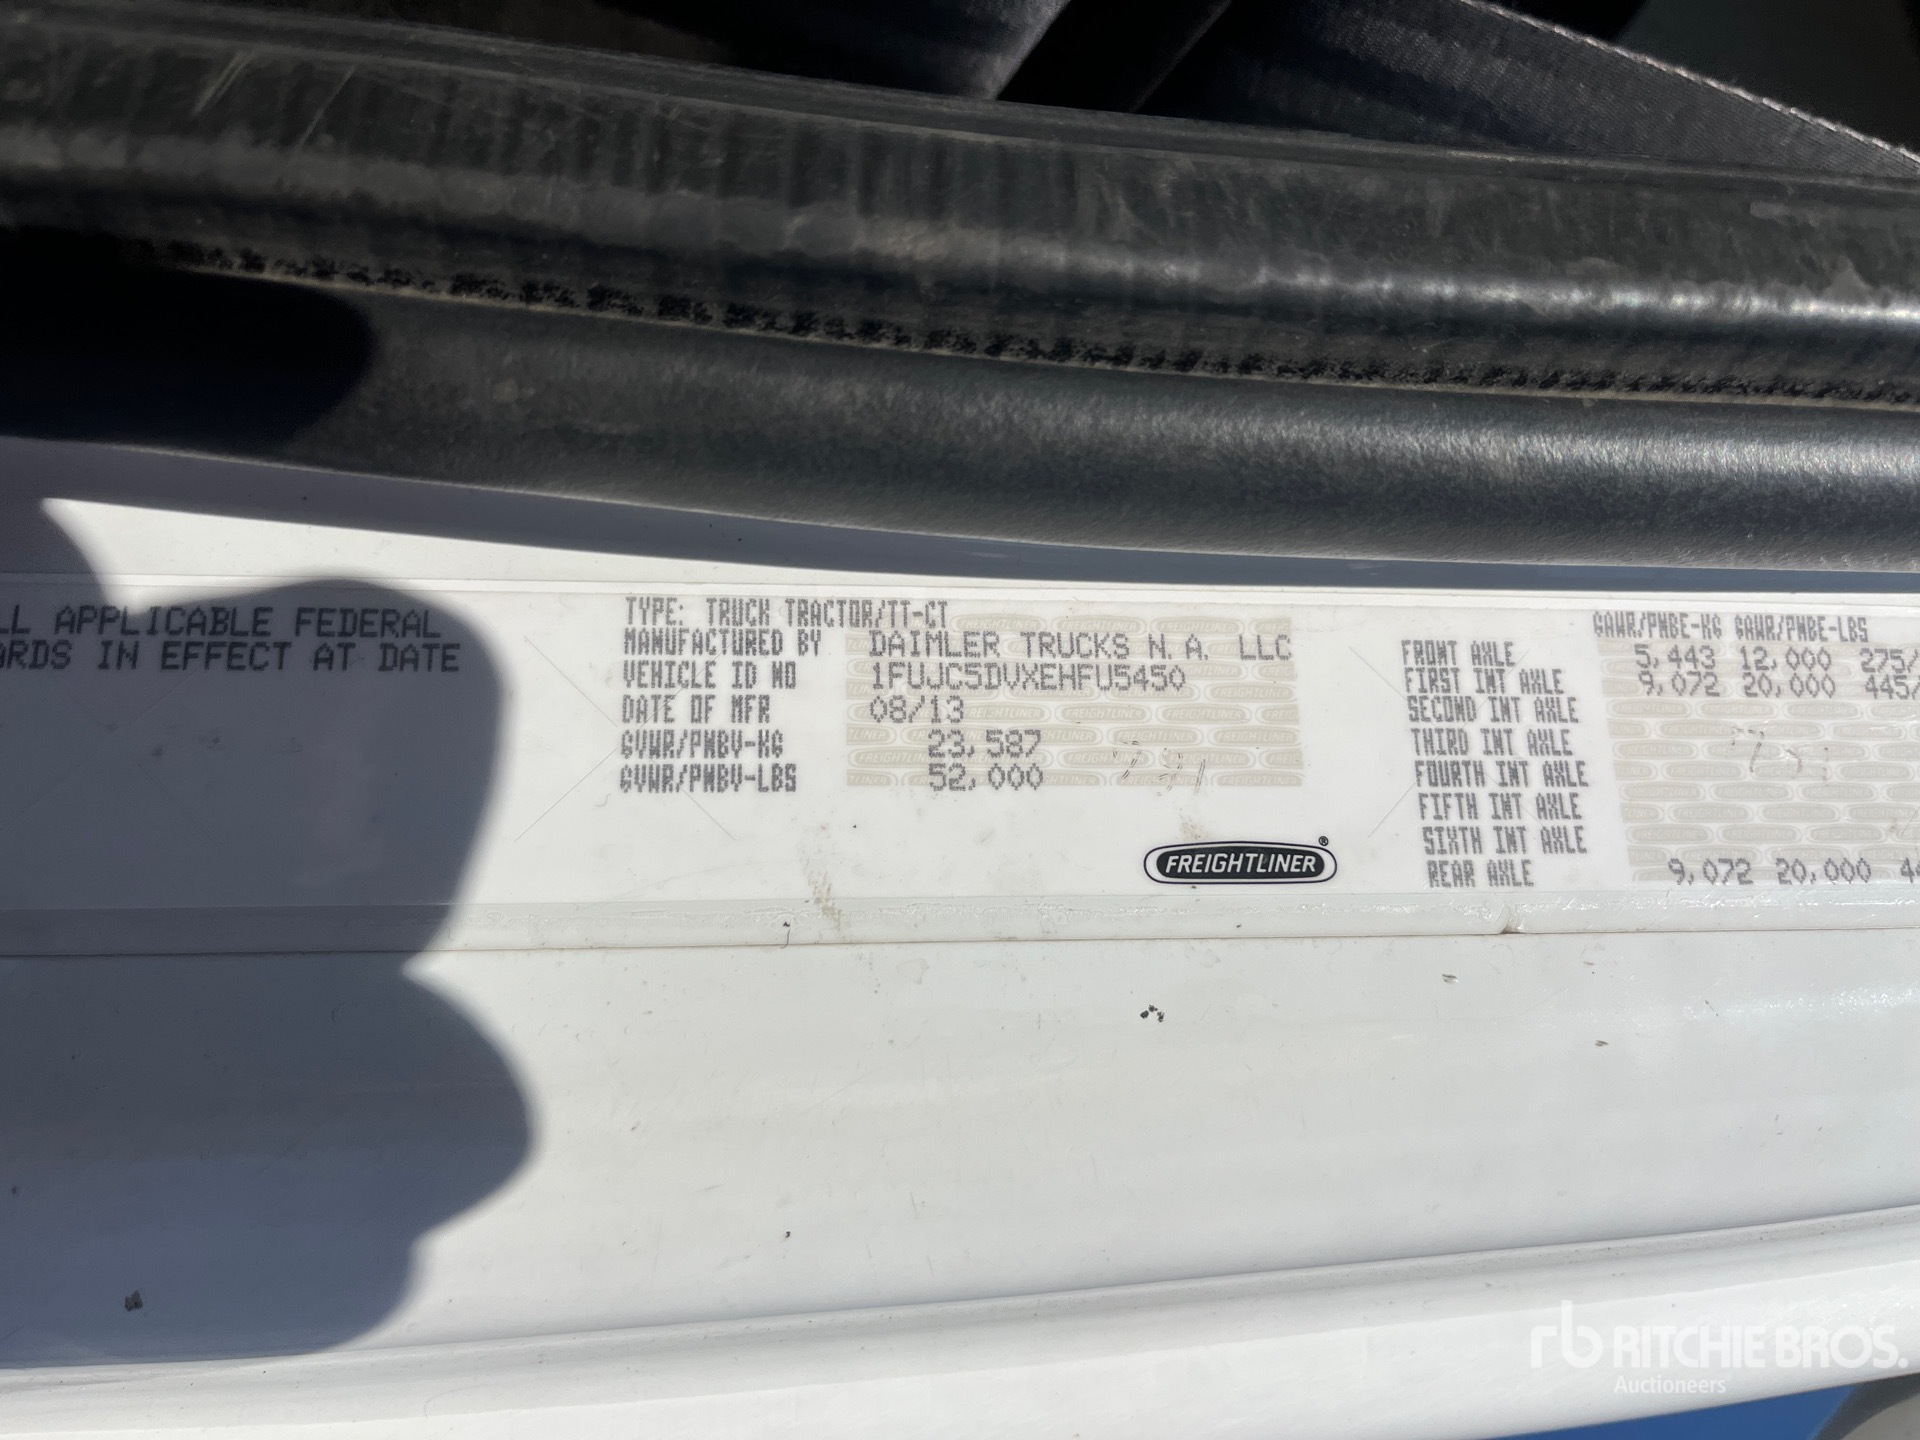 LL APPLICABLE FEDERAL
ARDS IN EFFECT AT DATE
TYPE: TRUCK TRACTOR/TT-CT
MANUFACTURED BY DAIMLER TRUCKS N.A. LLC
VEHICLE ID NO 1FUJC5DVXEHFU5450
DATE OF MFR 08/13
GVWR/PNBV-KG 23,587
GVWR/PNBV-LBS 52,000
FREIGHTLINER®
GAWR/PNBE-KG GAWR/PNBE-LBS
FRONT AXLE 5,443 12,000 275/
FIRST INT AXLE 9,072 20,000 445/
SECOND INT AXLE
THIRD INT AXLE
FOURTH INT AXLE
FIFTH INT AXLE
SIXTH INT AXLE
REAR AXLE 9,072 20,000 44
rb RITCHIE BROS.
Auctioneers